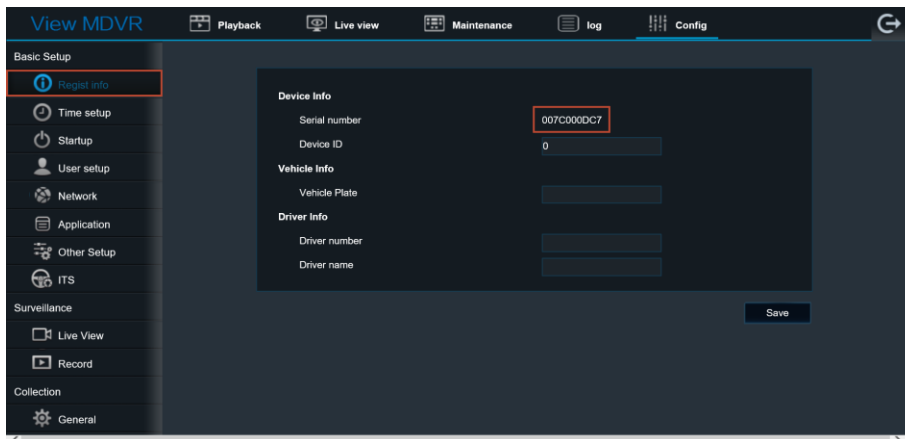 View MDVR Playback Live view Maintenance log Config
Basic Setup
Regist info
Time setup
Startup
User setup
Network
Application
Other Setup
ITS
Surveillance
Live View
Record
Collection
General
Device Info
Serial number 007C000DC7
Device ID 0
Vehicle Info
Vehicle Plate
Driver Info
Driver number
Driver name
Save